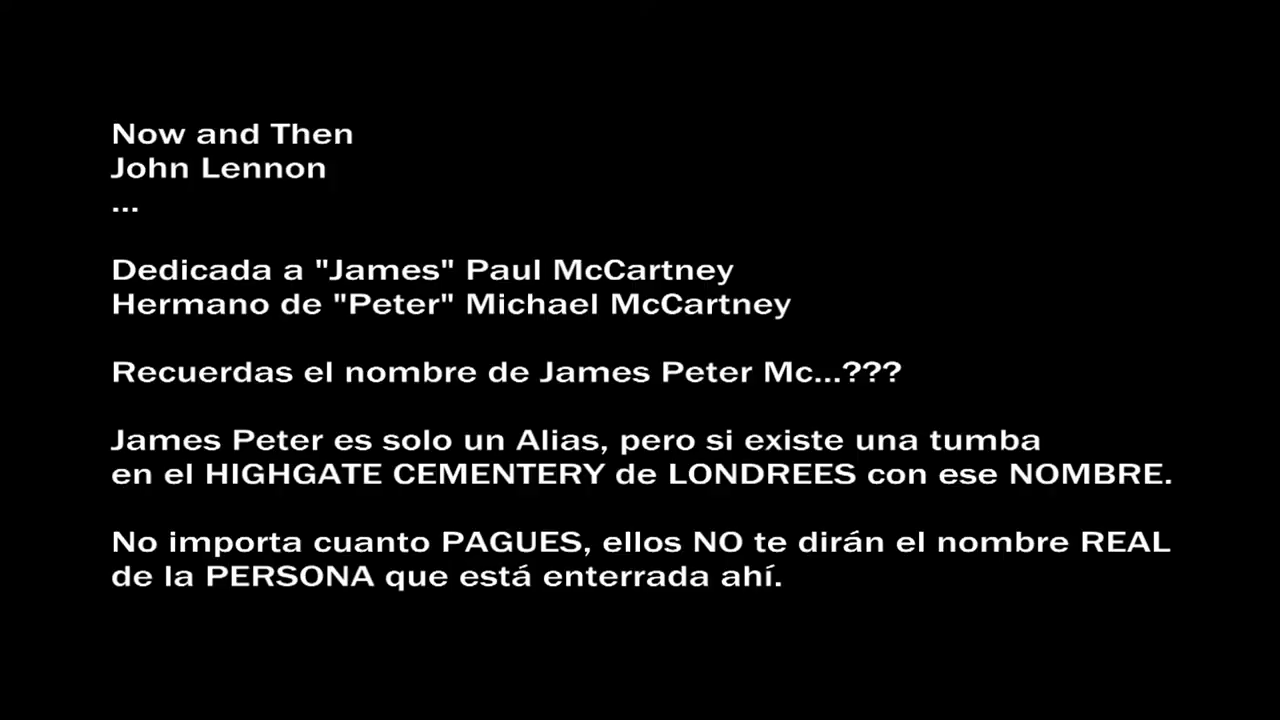 Now and Then
John Lennon
...
Dedicada a "James" Paul McCartney
Hermano de "Peter" Michael McCartney
Recuerdas el nombre de James Peter Mc...???
James Peter es solo un Alias, pero si existe una tumba
en el HIGHGATE CEMENTERY de LONDREES con ese NOMBRE.
No importa cuanto PAGUES, ellos NO te dirán el nombre REAL
de la PERSONA que está enterrada ahí.